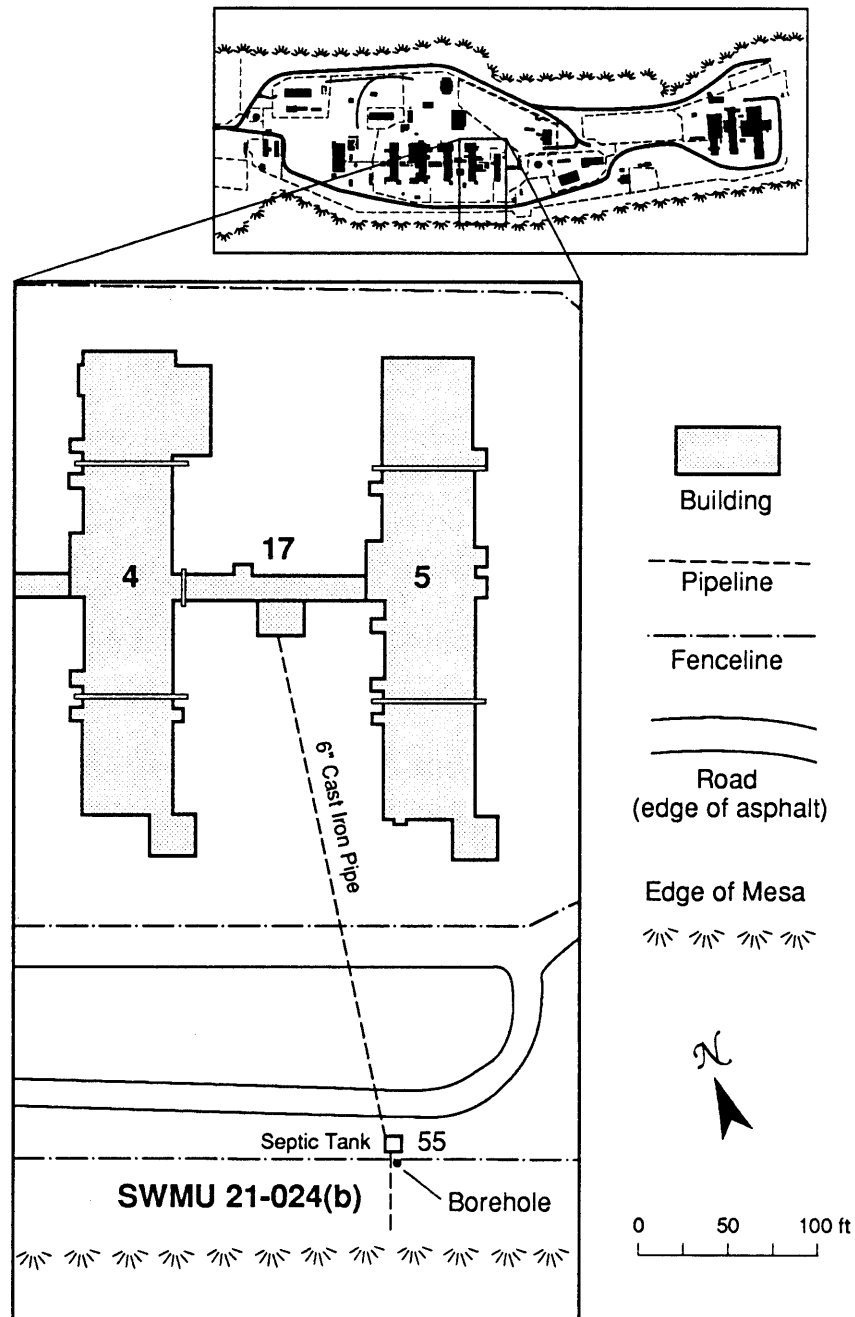 17
4
5
6" Cast Iron Pipe
Septic Tank
55
SWMU 21-024(b)
Borehole
Building
Pipeline
Fenceline
Road
(edge of asphalt)
Edge of Mesa
N
0 50 100 ft